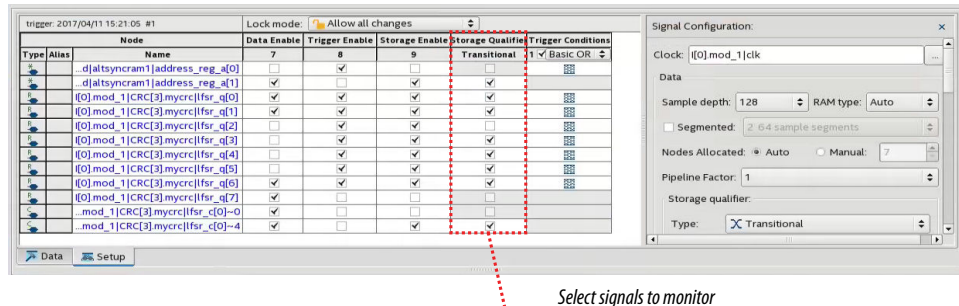 trigger: 2017/04/11 15:21:05 #1 Lock mode: Allow all changes
Node Data Enable Trigger Enable Storage Enable Storage Qualifier Trigger Conditions
Type Alias Name 7 8 9 Transitional 1 Basic OR
...d|altsyncram1|address_reg_a[0]
...d|altsyncram1|address_reg_a[1]
I[0].mod_1|CRC[3].mycrc|lfsr_q[0]
I[0].mod_1|CRC[3].mycrc|lfsr_q[1]
I[0].mod_1|CRC[3].mycrc|lfsr_q[2]
I[0].mod_1|CRC[3].mycrc|lfsr_q[3]
I[0].mod_1|CRC[3].mycrc|lfsr_q[4]
I[0].mod_1|CRC[3].mycrc|lfsr_q[5]
I[0].mod_1|CRC[3].mycrc|lfsr_q[6]
I[0].mod_1|CRC[3].mycrc|lfsr_q[7]
...mod_1|CRC[3].mycrc|lfsr_c[0]~0
...mod_1|CRC[3].mycrc|lfsr_c[0]~4
Data Setup
Signal Configuration:
Clock: I[0].mod_1|clk ...
Data
Sample depth: 128 RAM type: Auto
Segmented: 2 64 sample segments
Nodes Allocated: Auto Manual: 7
Pipeline Factor: 1
Storage qualifier:
Type: Transitional
Select signals to monitor